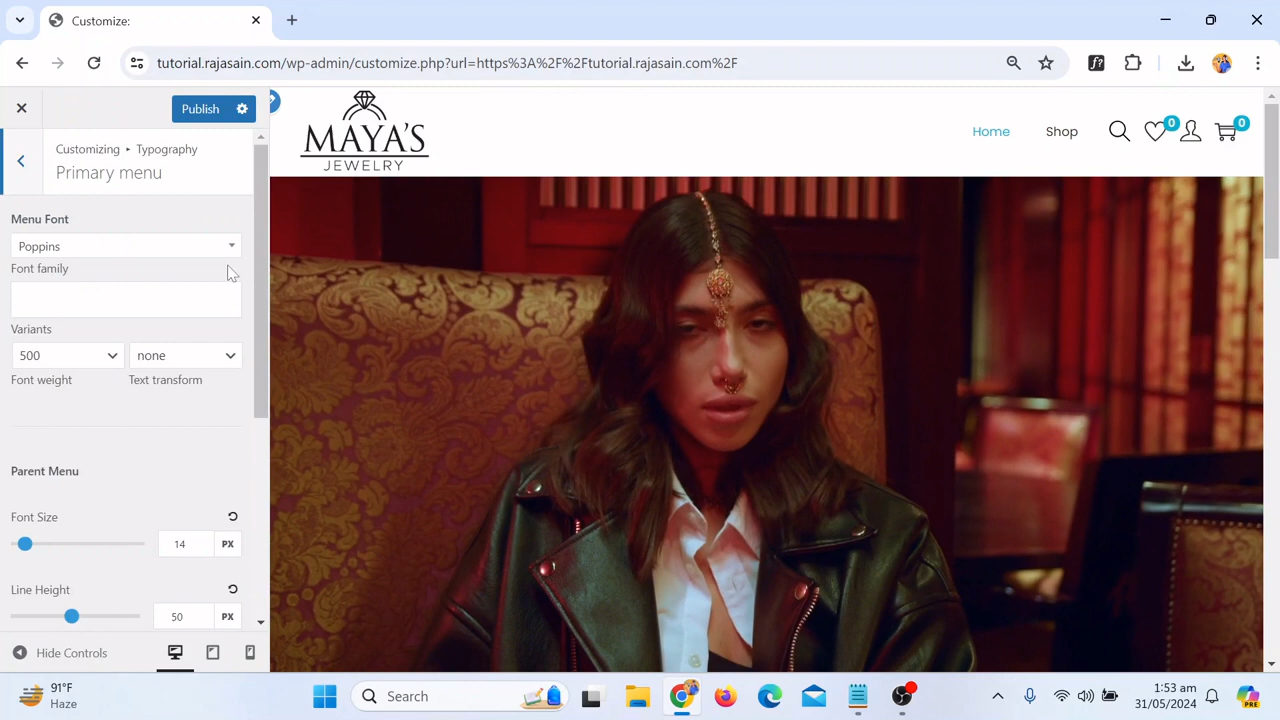 Customize:
tutorial.rajasain.com/wp-admin/customize.php?url=https%3A%2F%2Ftutorial.rajasain.com%2F
Publish
Customizing ▸ Typography
Primary menu
Menu Font
Poppins
Font family
Variants
500
none
Font weight
Text transform
Parent Menu
Font Size
14
PX
Line Height
50
PX
Hide Controls
MAYA'S
JEWELRY
Home
Shop
0
0
91°F
Haze
Search
1:53 am
31/05/2024
PRE